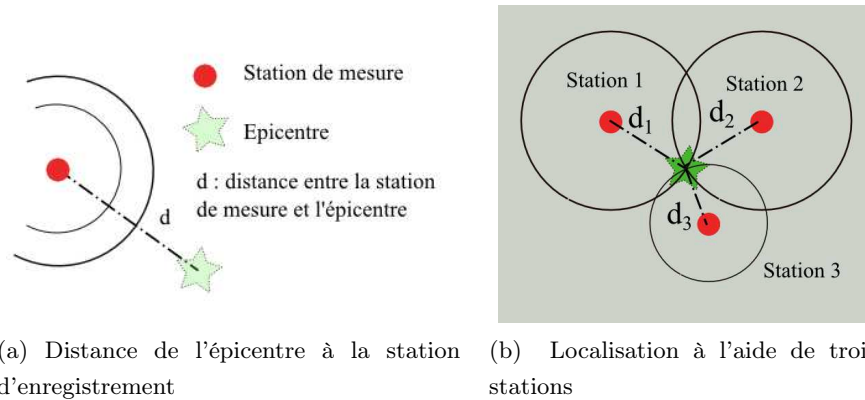 Station de mesure
Epicentre
d : distance entre la station
de mesure et l'épicentre
d
Station 1
Station 2
d1
d2
d3
Station 3
(a) Distance de l'épicentre à la station
d'enregistrement
(b) Localisation à l'aide de troi
stations